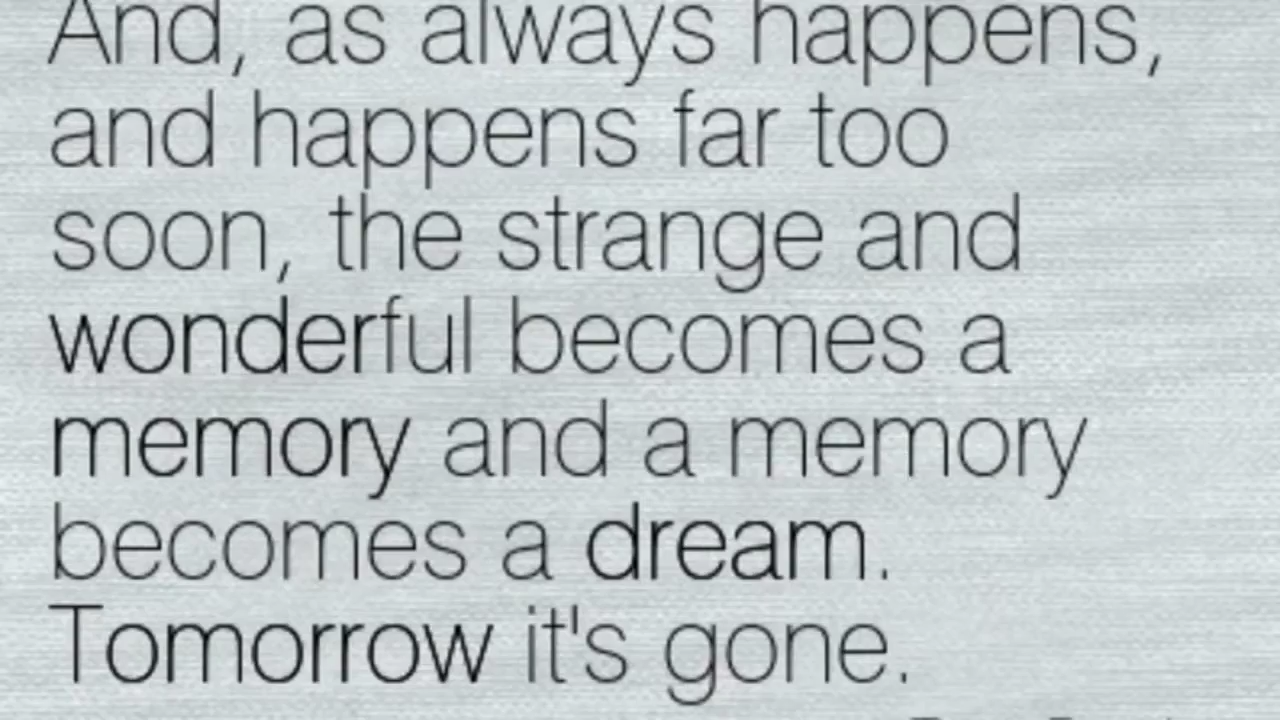 And, as always happens,
and happens far too
soon, the strange and
wonderful becomes a
memory and a memory
becomes a dream.
Tomorrow it's gone.